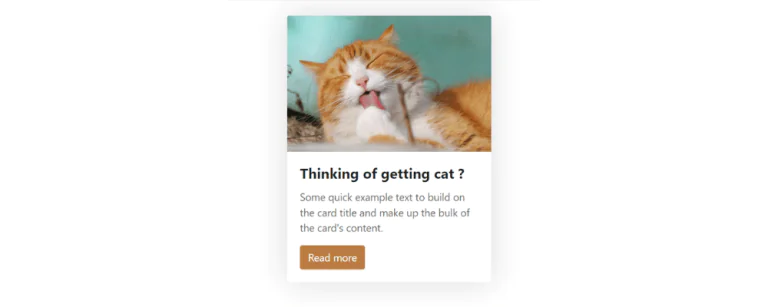 Thinking of getting cat ?
Some quick example text to build on
the card title and make up the bulk of
the card's content.
Read more